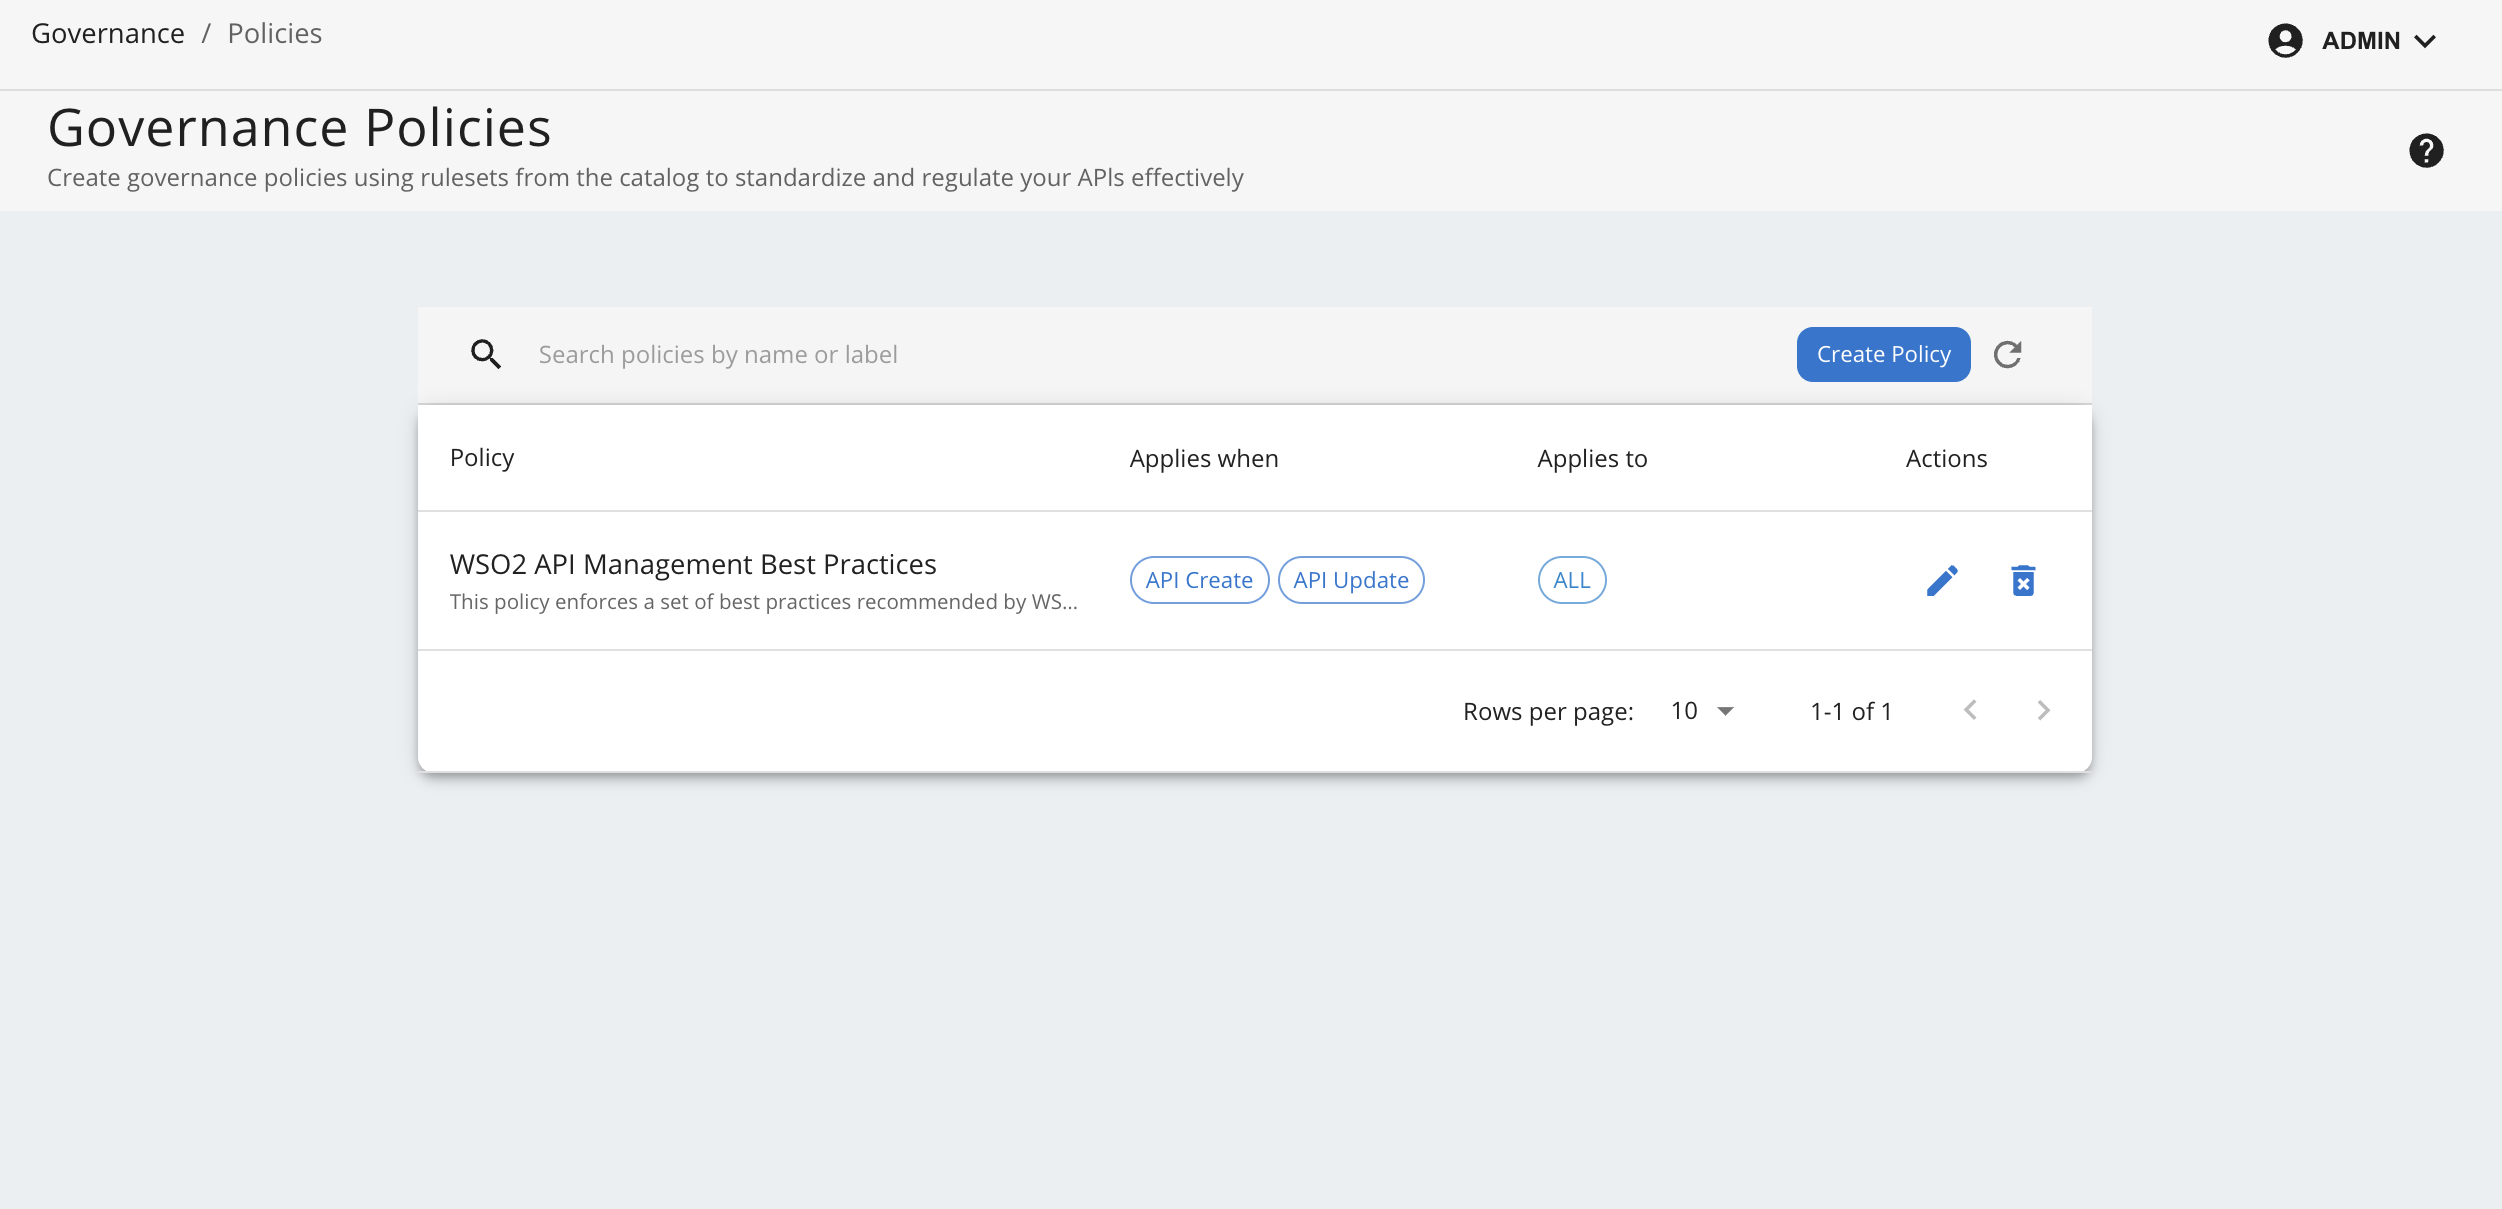 Governance / Policies
ADMIN
Governance Policies
Create governance policies using rulesets from the catalog to standardize and regulate your APIs effectively
Search policies by name or label
Create Policy
Policy Applies when Applies to Actions
WSO2 API Management Best Practices
This policy enforces a set of best practices recommended by WS...
API Create API Update ALL
Rows per page: 10 1-1 of 1